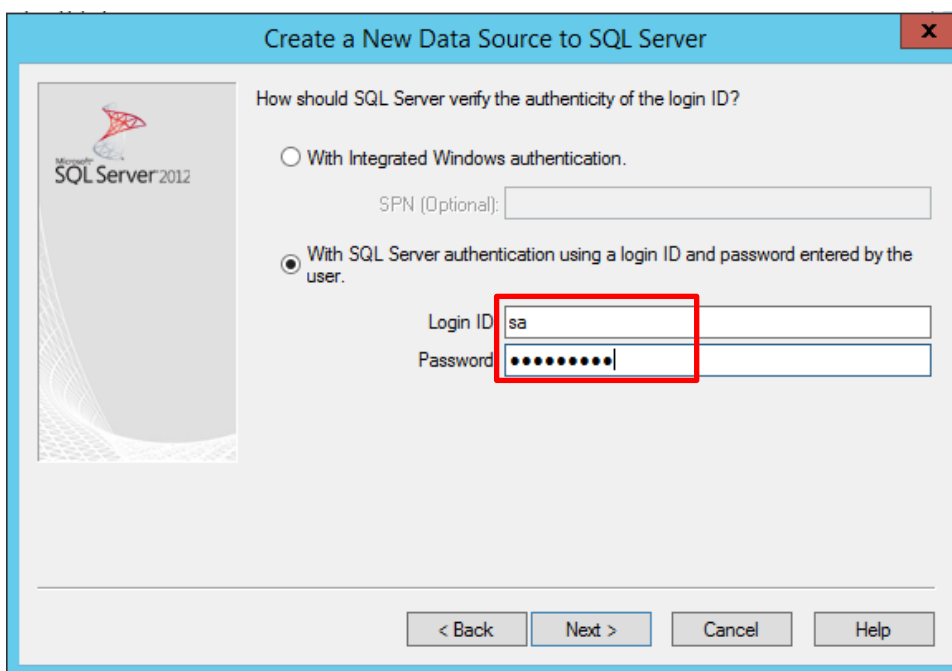 Create a New Data Source to SQL Server
x
How should SQL Server verify the authenticity of the login ID?
Microsoft®
SQL Server 2012
With Integrated Windows authentication.
SPN (Optional):
With SQL Server authentication using a login ID and password entered by the
user.
Login ID sa
Password ●●●●●●●●●
< Back Next > Cancel Help